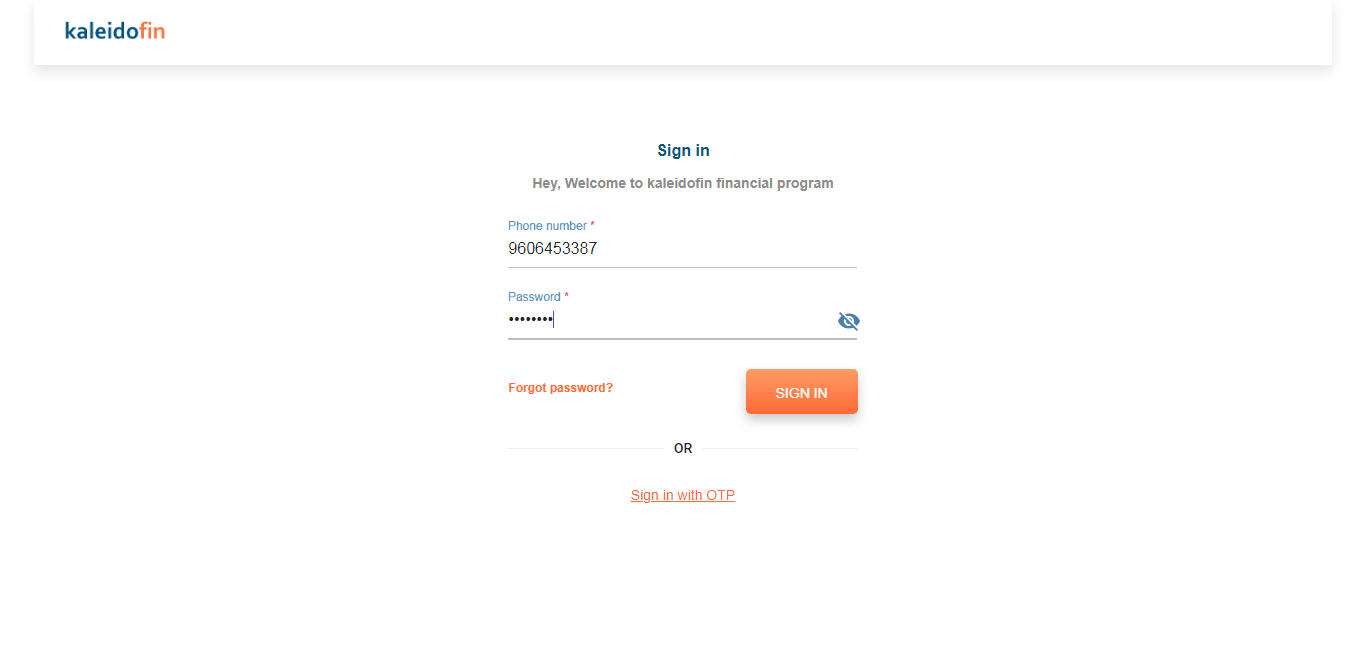 kaleidofin
Sign in
Hey, Welcome to kaleidofin financial program
Phone number *
9606453387
Password *
••••••••
Forgot password?
SIGN IN
OR
Sign in with OTP